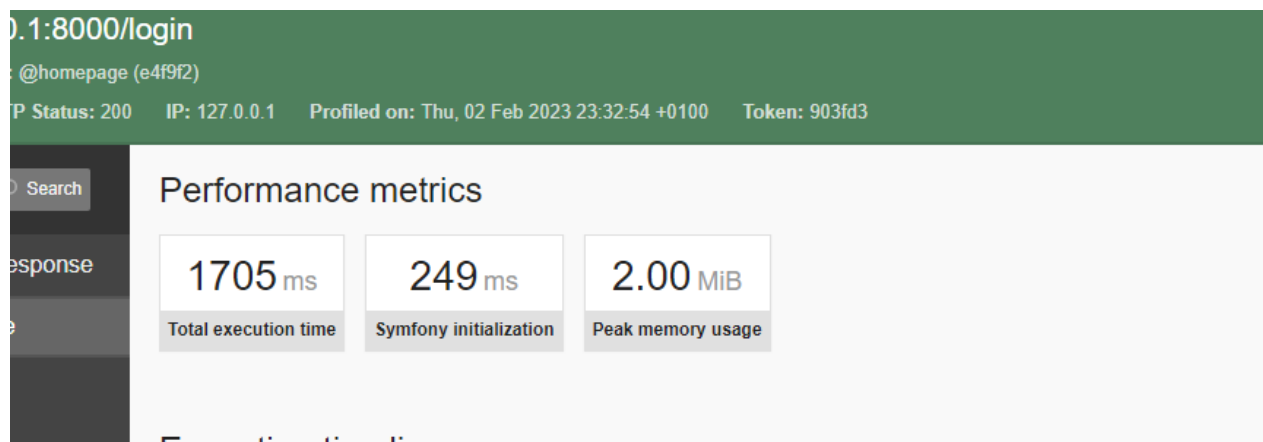 0.1:8000/login
: @homepage (e4f9f2)
TP Status: 200 IP: 127.0.0.1 Profiled on: Thu, 02 Feb 2023 23:32:54 +0100 Token: 903fd3
Search
Performance metrics
esponse
1705 ms 249 ms 2.00 MiB
Total execution time Symfony initialization Peak memory usage